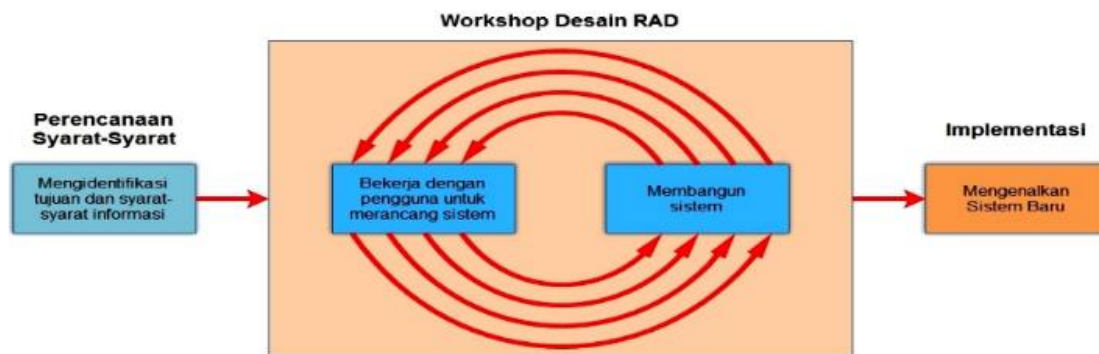 Workshop Desain RAD
Perencanaan
Syarat-Syarat
Mengidentifikasi
tujuan dan syarat-
syarat informasi
Bekerja dengan
pengguna untuk
merancang sistem
Membangun
sistem
Implementasi
Mengenalkan
Sistem Baru